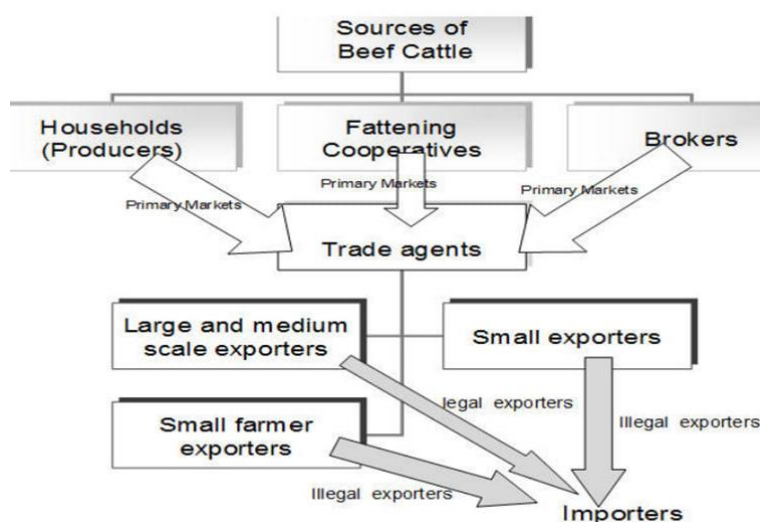 Sources of
Beef Cattle
Households
(Producers)
Fattening
Cooperatives
Brokers
Primary Markets
Primary Markets
Primary Markets
Trade agents
Large and medium
scale exporters
Small exporters
legal exporters
Illegal exporters
Small farmer
exporters
Illegal exporters
Importers